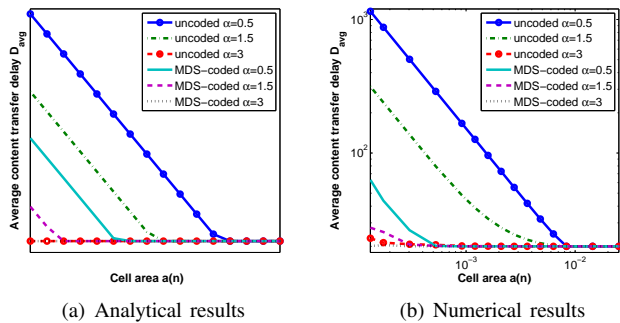 Average content transfer delay D_avg
uncoded α=0.5
uncoded α=1.5
uncoded α=3
MDS−coded α=0.5
MDS−coded α=1.5
MDS−coded α=3
Cell area a(n)
(a) Analytical results
Average content transfer delay D_avg
10^3
10^2
uncoded α=0.5
uncoded α=1.5
uncoded α=3
MDS−coded α=0.5
MDS−coded α=1.5
MDS−coded α=3
10^−3
10^−2
Cell area a(n)
(b) Numerical results